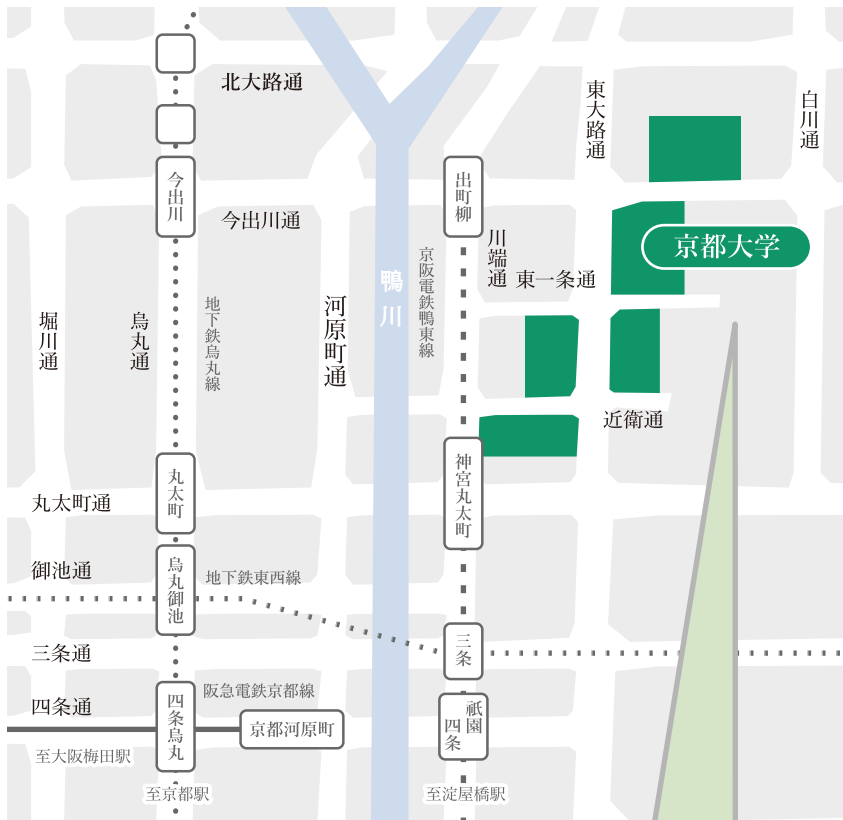 北大路通
東大路通
白川通
今出川
出町柳
今出川通
京都大学
川端通
東一条通
京阪電鉄鴨東線
鴨川
河原町通
地下鉄烏丸線
烏丸通
堀川通
近衛通
丸太町
神宮丸太町
丸太町通
烏丸御池
御池通
地下鉄東西線
三条
三条通
四条烏丸
阪急電鉄京都線
四条通
京都河原町
祇園
四条
至大阪梅田駅
至京都駅
至淀屋橋駅